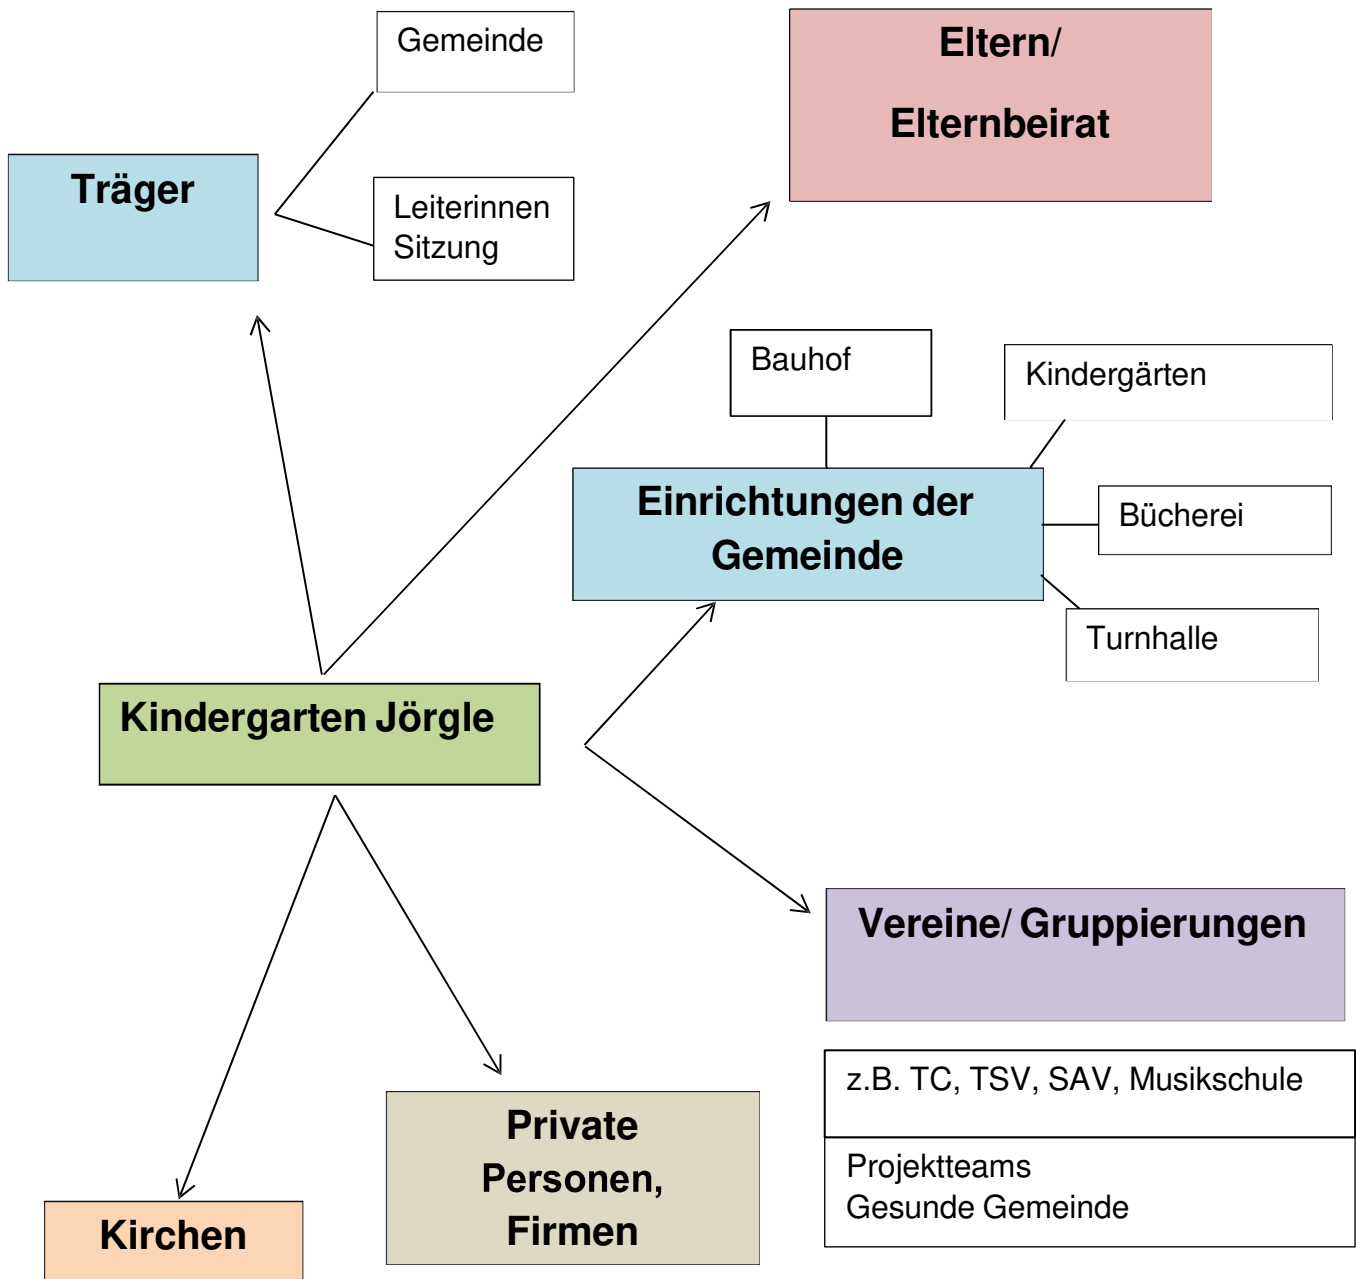 Gemeinde
Eltern/
Elternbeirat
Träger
Leiterinnen
Sitzung
Bauhof
Kindergärten
Einrichtungen der
Gemeinde
Bücherei
Turnhalle
Kindergarten Jörgle
Vereine/ Gruppierungen
z.B. TC, TSV, SAV, Musikschule
Projektteams
Gesunde Gemeinde
Private
Personen,
Firmen
Kirchen